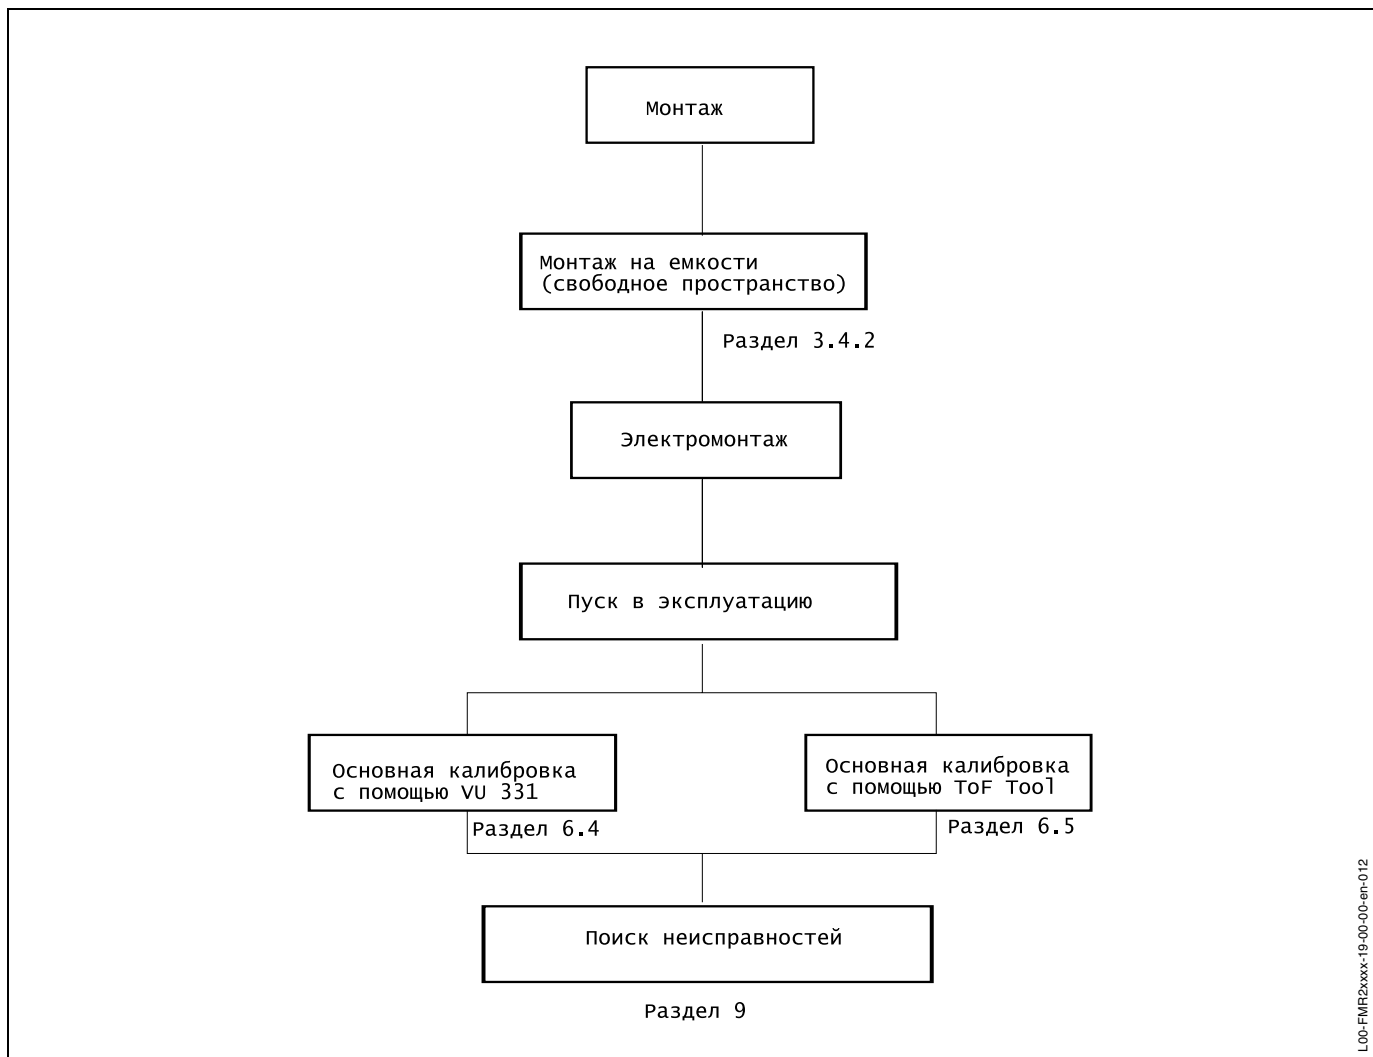 Монтаж
Монтаж на емкости
(свободное пространство)
Раздел 3.4.2
Электромонтаж
Пуск в эксплуатацию
Основная калибровка
с помощью VU 331
Раздел 6.4
Основная калибровка
с помощью ToF Tool
Раздел 6.5
Поиск неисправностей
Раздел 9
L00-FMR2xxxx-19-00-00-en-012